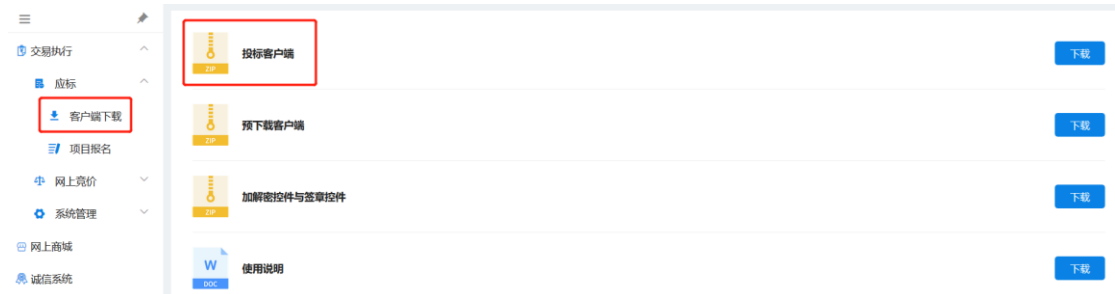 交易执行
应标
客户端下载
项目报名
网上竞价
系统管理
网上商城
诚信系统
ZIP
投标客户端
下载
ZIP
预下载客户端
下载
ZIP
加解密控件与签章控件
下载
W
DOC
使用说明
下载